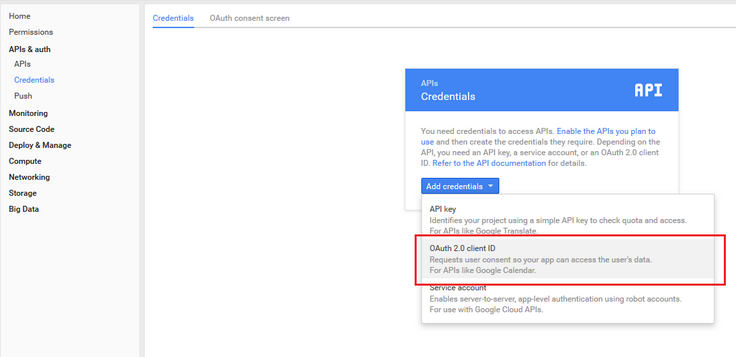 Home
Permissions
APIs & auth
APIs
Credentials
Push
Monitoring
Source Code
Deploy & Manage
Compute
Networking
Storage
Big Data
Credentials OAuth consent screen
APIs
Credentials
API
You need credentials to access APIs. Enable the APIs you plan to
use and then create the credentials they require. Depending on the
API, you need an API key, a service account, or an OAuth 2.0 client
ID. Refer to the API documentation for details.
Add credentials
API key
Identifies your project using a simple API key to check quota and access.
For APIs like Google Translate.
OAuth 2.0 client ID
Requests user consent so your app can access the user's data.
For APIs like Google Calendar.
Service account
Enables server-to-server, app-level authentication using robot accounts.
For use with Google Cloud APIs.